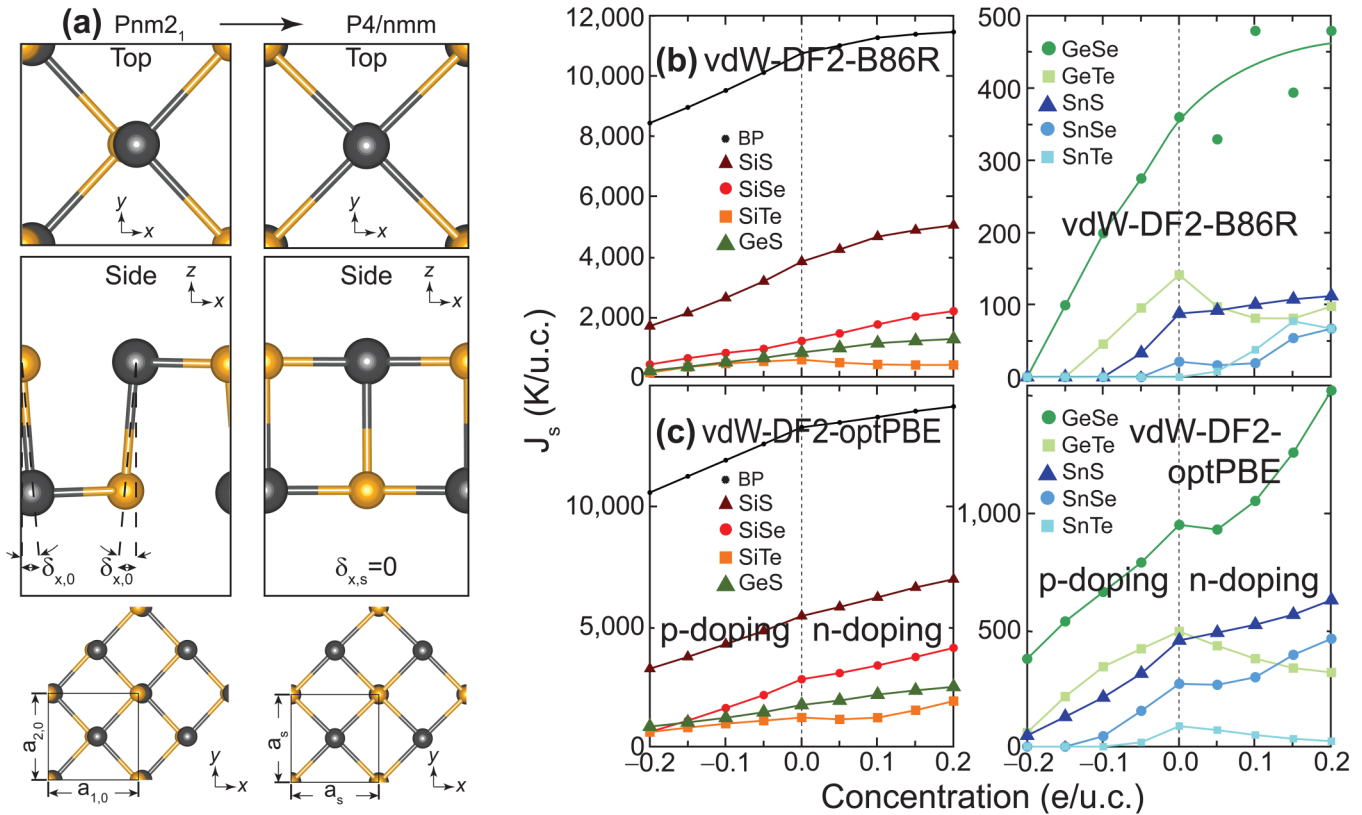 (a) Pnm2₁ P4/nmm
Top Top
y x y x
Side Side
z x z x
δx,0 δx,0 δx,s=0
a2,0 as
a1,0 as
y x y x
Js (K/u.c.)
12,000
10,000
8,000
6,000
4,000
2,000
0
(b) vdW-DF2-B86R
BP
SiS
SiSe
SiTe
GeS
500
450
400
350
300
250
200
150
100
50
0
GeSe
GeTe
SnS
SnSe
SnTe
vdW-DF2-B86R
10,000
5,000
0
(c) vdW-DF2-optPBE
BP
SiS
SiSe
SiTe
GeS
p-doping n-doping
−0.2 −0.1 0.0 0.1 0.2
1,000
500
0
GeSe
GeTe
SnS
SnSe
SnTe
vdW-DF2-
optPBE
p-doping n-doping
−0.2 −0.1 0.0 0.1 0.2
Concentration (e/u.c.)